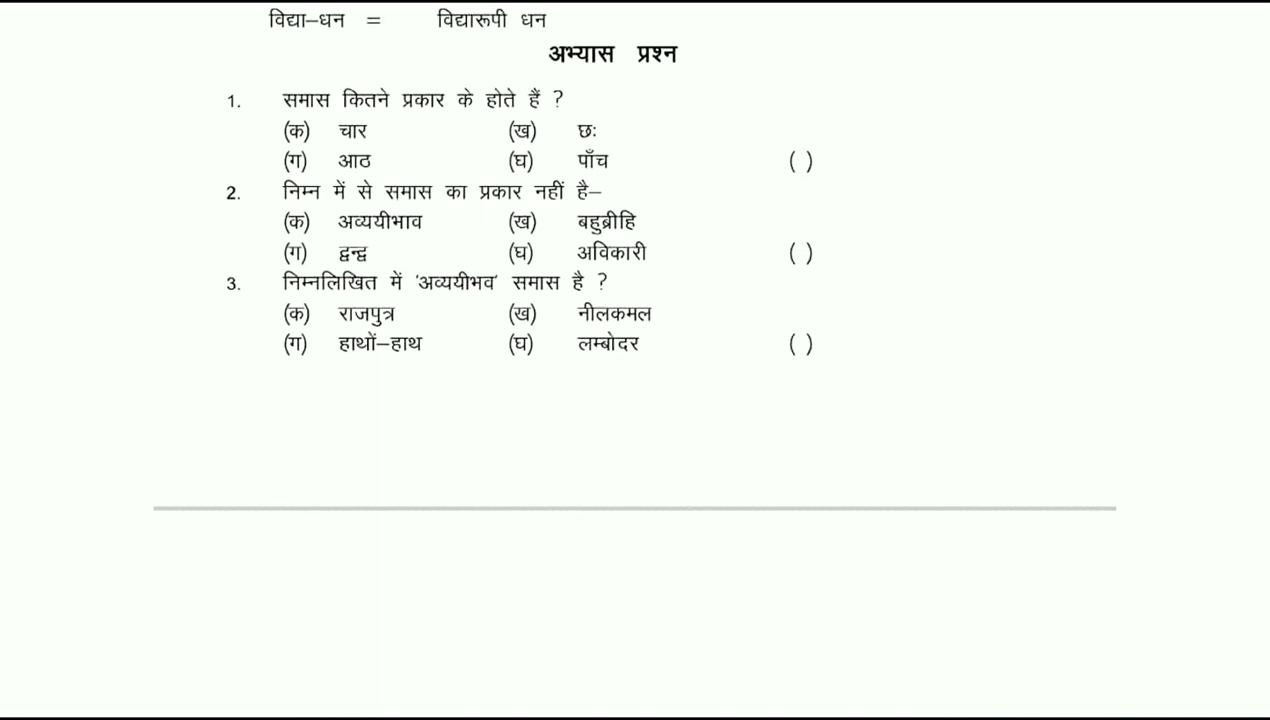 विद्या–धन = विद्यारूपी धन
अभ्यास प्रश्न
1. समास कितने प्रकार के होते हैं ?
(क) चार (ख) छः
(ग) आठ (घ) पाँच ( )
2. निम्न में से समास का प्रकार नहीं है–
(क) अव्ययीभाव (ख) बहुब्रीहि
(ग) द्वन्द्व (घ) अविकारी ( )
3. निम्नलिखित में 'अव्ययीभव' समास है ?
(क) राजपुत्र (ख) नीलकमल
(ग) हाथों–हाथ (घ) लम्बोदर ( )